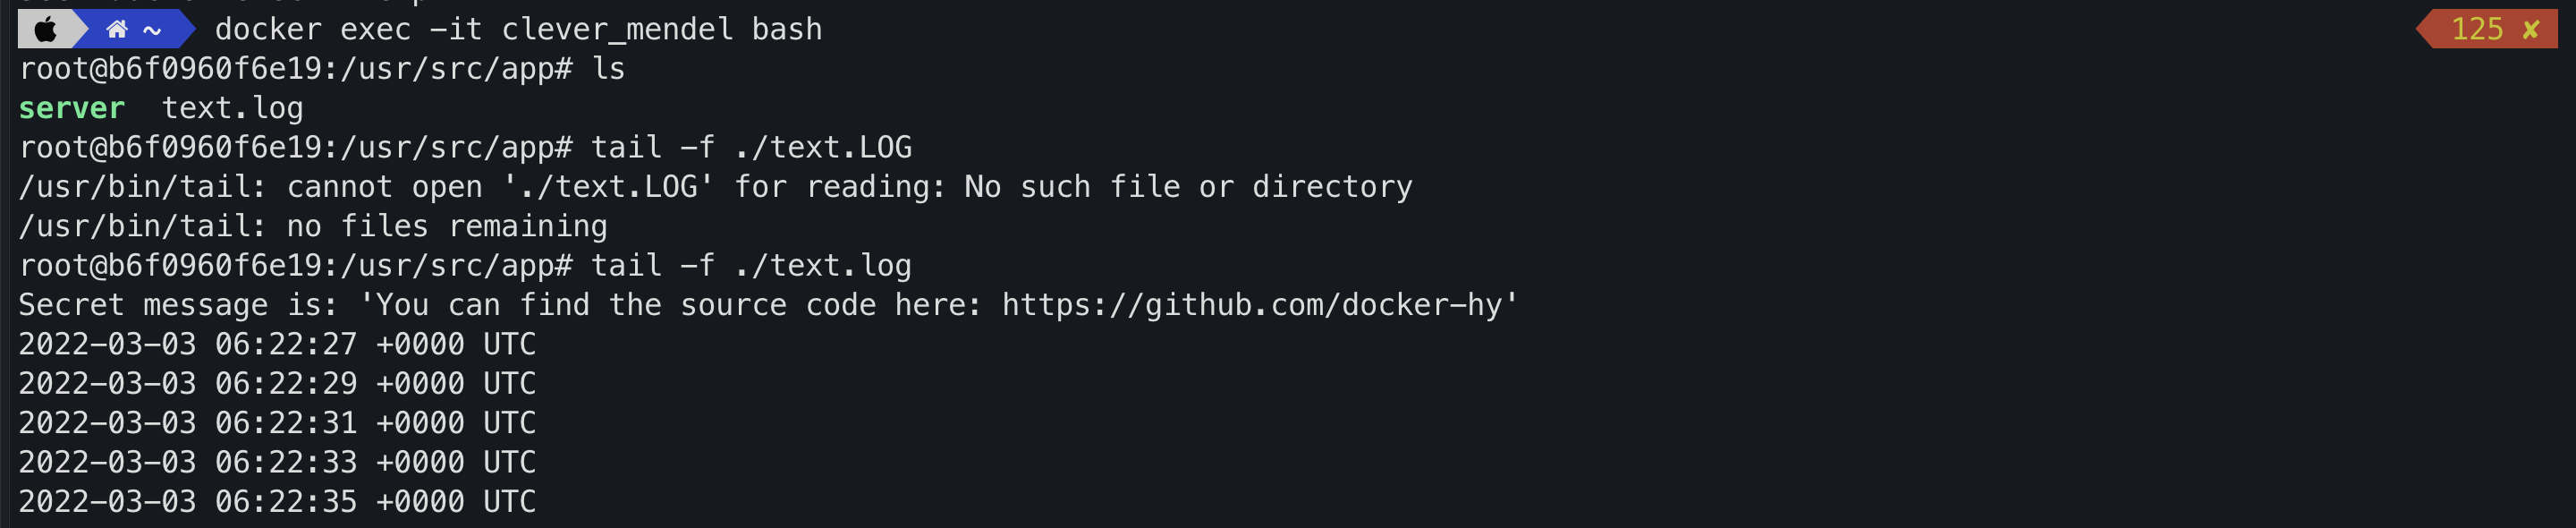 ~ docker exec -it clever_mendel bash 125 ✘
root@b6f0960f6e19:/usr/src/app# ls
server  text.log
root@b6f0960f6e19:/usr/src/app# tail -f ./text.LOG
/usr/bin/tail: cannot open './text.LOG' for reading: No such file or directory
/usr/bin/tail: no files remaining
root@b6f0960f6e19:/usr/src/app# tail -f ./text.log
Secret message is: 'You can find the source code here: https://github.com/docker-hy'
2022-03-03 06:22:27 +0000 UTC
2022-03-03 06:22:29 +0000 UTC
2022-03-03 06:22:31 +0000 UTC
2022-03-03 06:22:33 +0000 UTC
2022-03-03 06:22:35 +0000 UTC